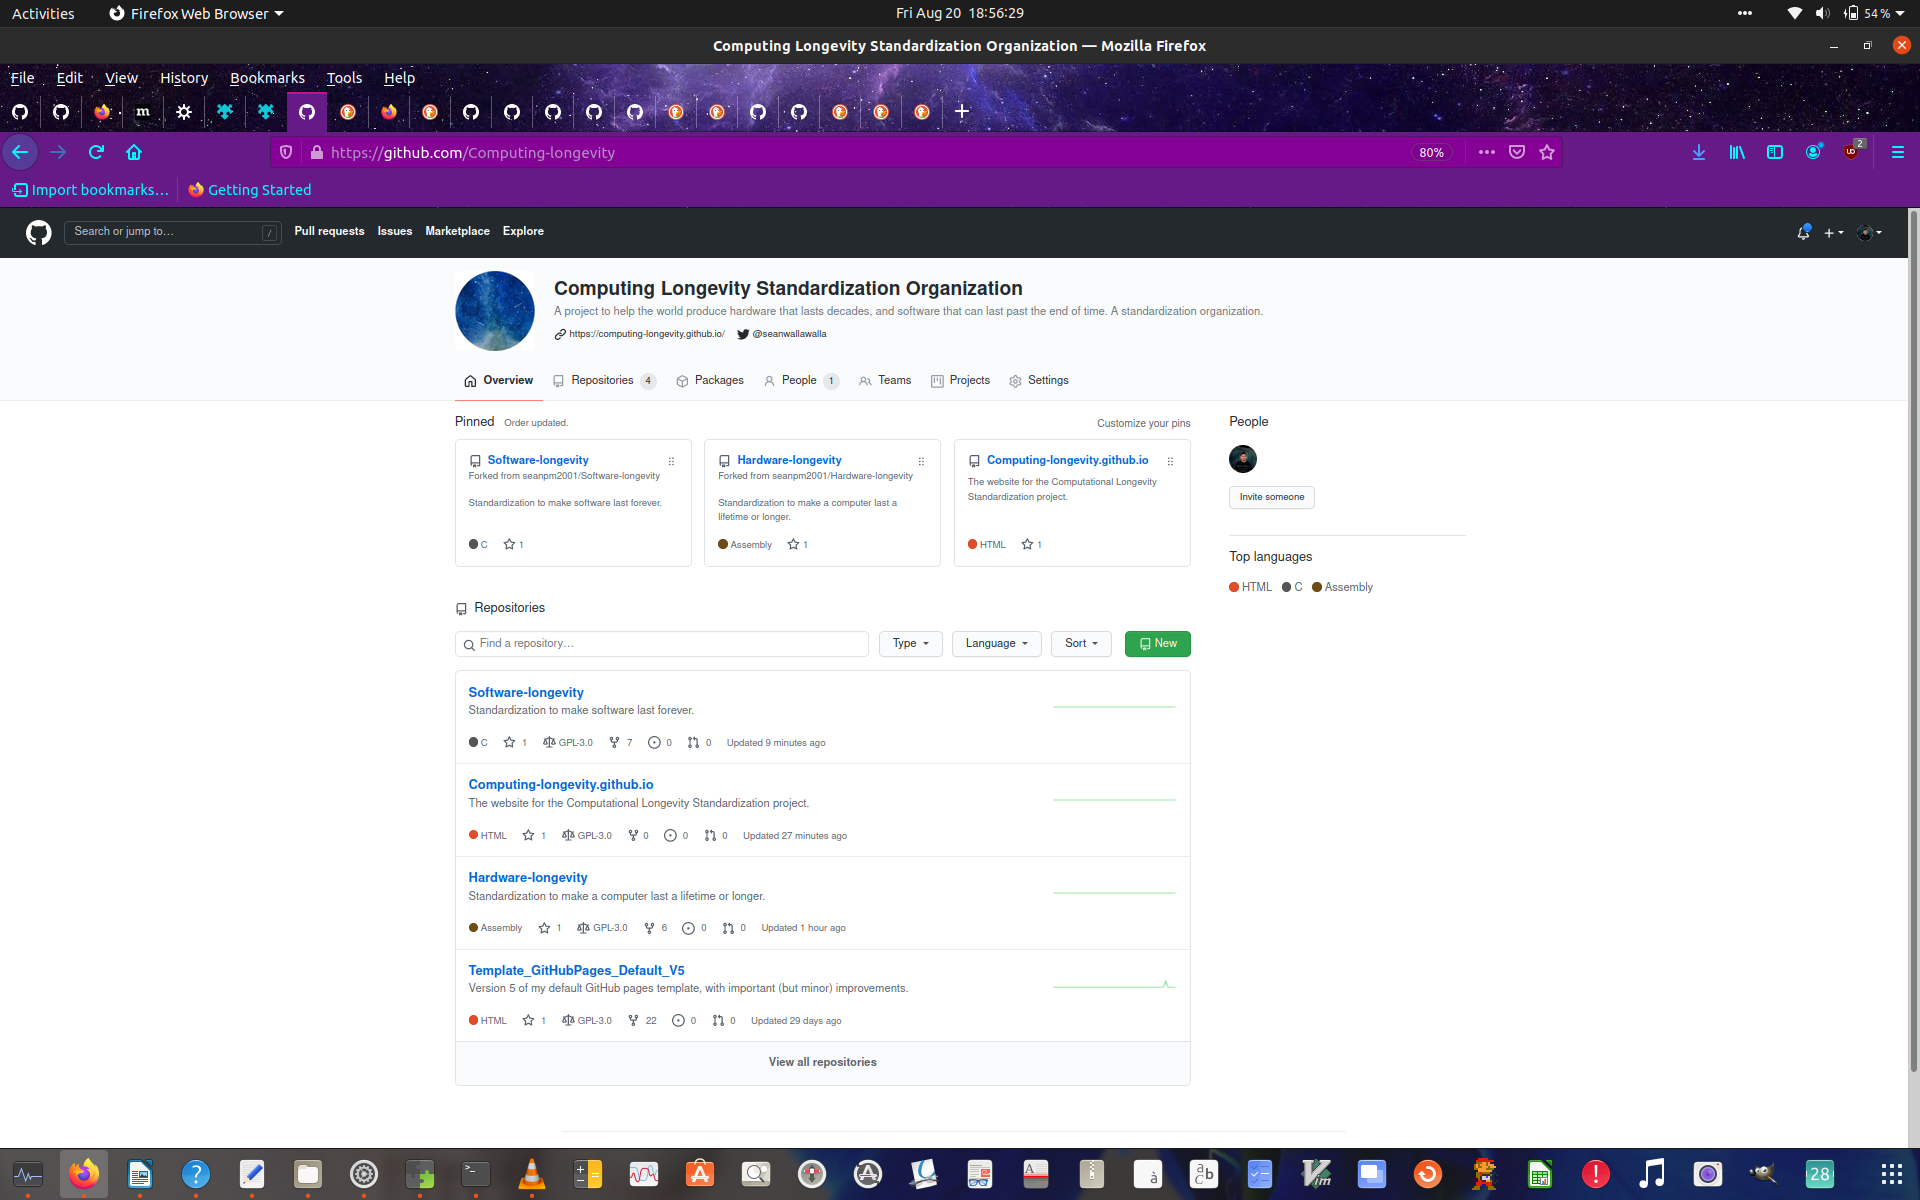 Activities Firefox Web Browser Fri Aug 20 18:56:29 54 %
Computing Longevity Standardization Organization — Mozilla Firefox
File Edit View History Bookmarks Tools Help
m
https://github.com/Computing-longevity 80% 2
Import bookmarks… Getting Started
Search or jump to… / Pull requests Issues Marketplace Explore
Computing Longevity Standardization Organization
A project to help the world produce hardware that lasts decades, and software that can last past the end of time. A standardization organization.
https://computing-longevity.github.io/ @seanwallawalla
Overview Repositories 4 Packages People 1 Teams Projects Settings
Pinned Order updated. Customize your pins
Software-longevity
Forked from seanpm2001/Software-longevity
Standardization to make software last forever.
C 1
Hardware-longevity
Forked from seanpm2001/Hardware-longevity
Standardization to make a computer last a
lifetime or longer.
Assembly 1
Computing-longevity.github.io
The website for the Computational Longevity
Standardization project.
HTML 1
People
Invite someone
Top languages
HTML C Assembly
Repositories
Find a repository… Type Language Sort New
Software-longevity
Standardization to make software last forever.
C 1 GPL-3.0 7 0 0 Updated 9 minutes ago
Computing-longevity.github.io
The website for the Computational Longevity Standardization project.
HTML 1 GPL-3.0 0 0 0 Updated 27 minutes ago
Hardware-longevity
Standardization to make a computer last a lifetime or longer.
Assembly 1 GPL-3.0 6 0 0 Updated 1 hour ago
Template_GitHubPages_Default_V5
Version 5 of my default GitHub pages template, with important (but minor) improvements.
HTML 1 GPL-3.0 22 0 0 Updated 29 days ago
View all repositories
28